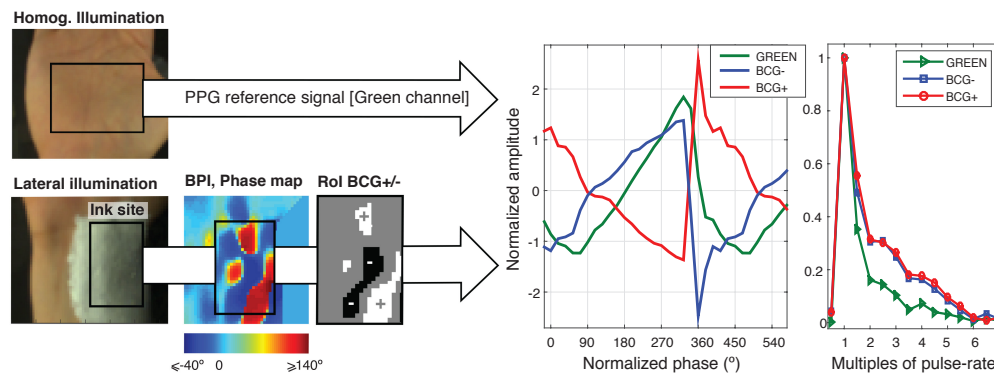 Homog. Illumination
PPG reference signal [Green channel]
Lateral illumination
Ink site
BPI, Phase map
RoI BCG+/-
+
-
-
+
⩽-40º 0 ⩾140º
Normalized amplitude
2
1
0
-1
-2
0 90 180 270 360 450 540
Normalized phase (º)
GREEN
BCG-
BCG+
1
0.8
0.6
0.4
0.2
0
1 2 3 4 5 6
Multiples of pulse-rate
GREEN
BCG-
BCG+